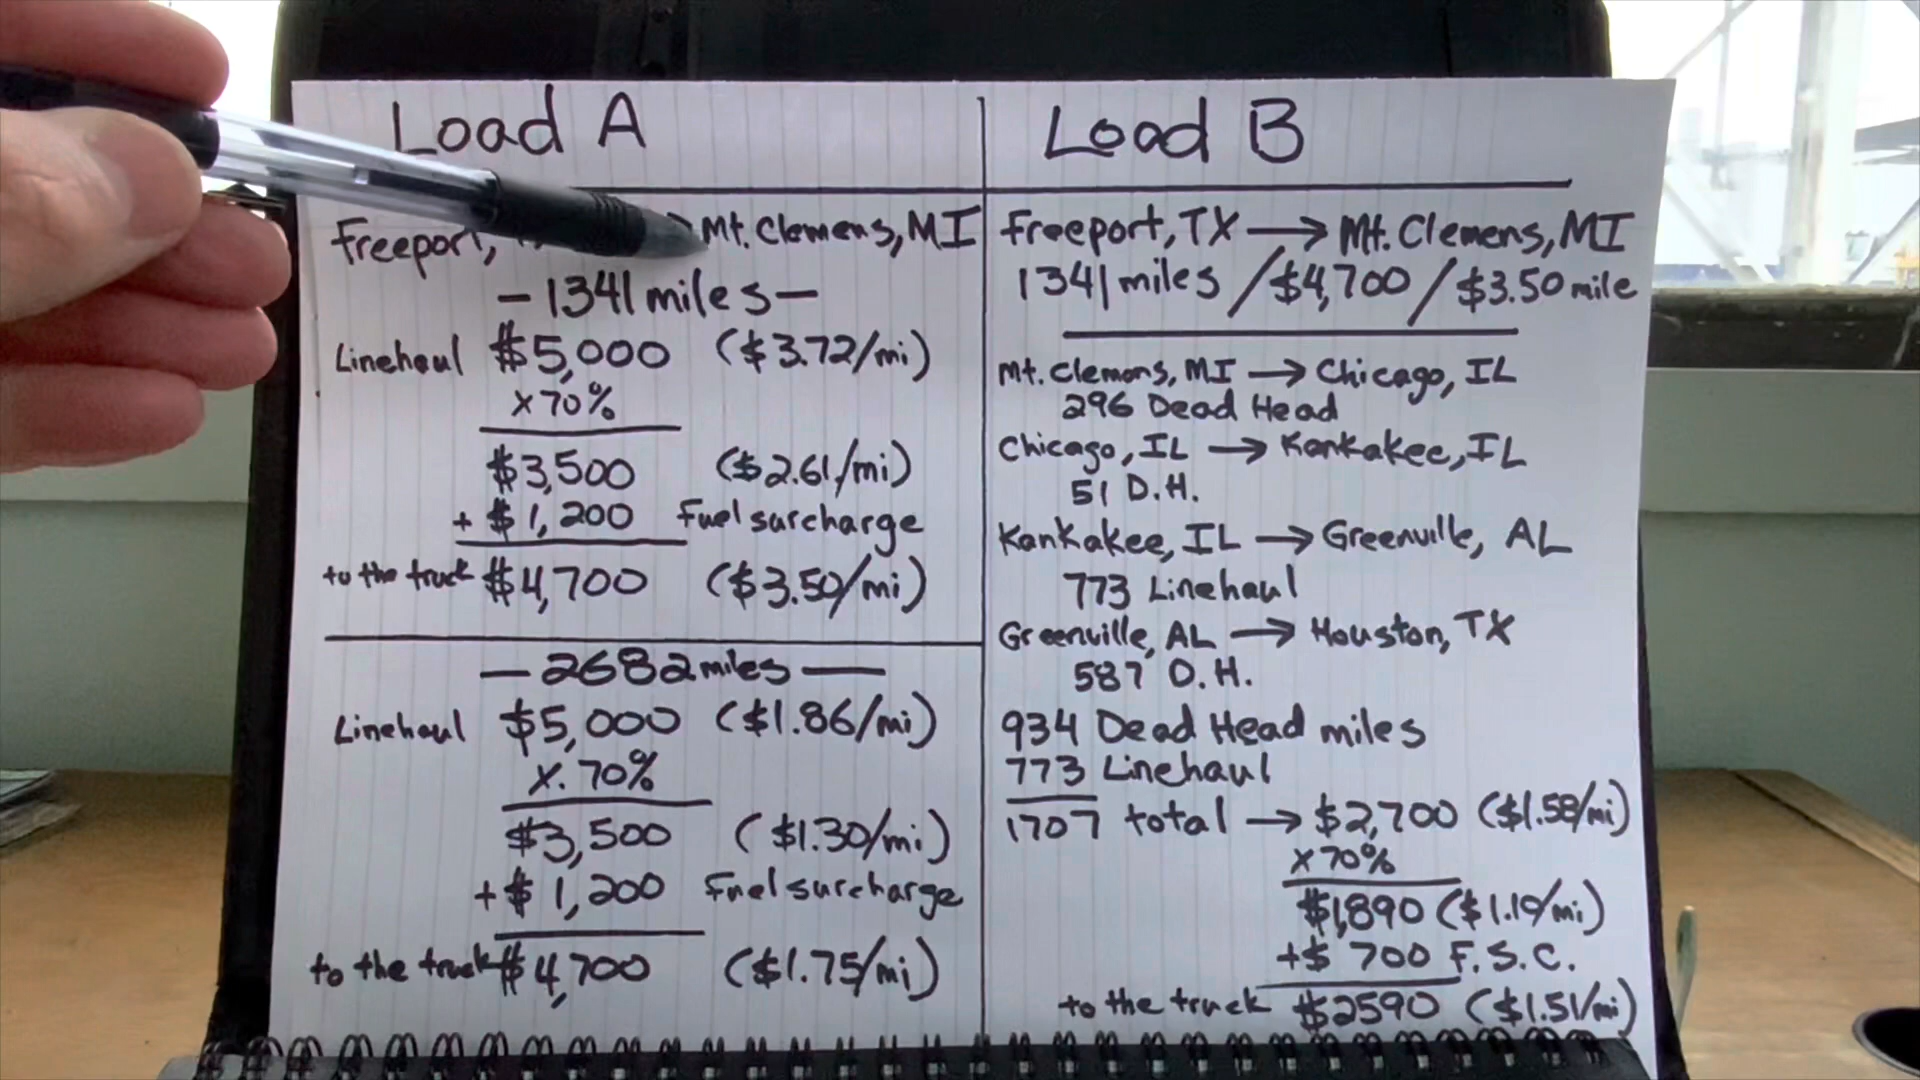 Load A
Freeport, Mt. Clemens, MI
- 1341 miles -
Linehaul $5,000 ($3.72/mi)
x 70%
$3,500 ($2.61/mi)
+ $1,200 Fuel surcharge
to the truck $4,700 ($3.50/mi)
- 2682 miles -
Linehaul $5,000 ($1.86/mi)
x.70%
$3,500 ($1.30/mi)
+ $1,200 Fuel surcharge
to the truck $4,700 ($1.75/mi)
Load B
Freeport, TX → Mt. Clemens, MI
1341 miles / $4,700 / $3.50 mile
Mt. Clemens, MI → Chicago, IL
296 Dead Head
Chicago, IL → Kankakee, IL
51 D.H.
Kankakee, IL → Greenville, AL
773 Linehaul
Greenville, AL → Houston, TX
587 D.H.
934 Dead Head miles
773 Linehaul
1707 total → $2,700 ($1.58/mi)
x 70%
$1,890 ($1.10/mi)
+$ 700 F.S.C.
to the truck $2590 ($1.51/mi)